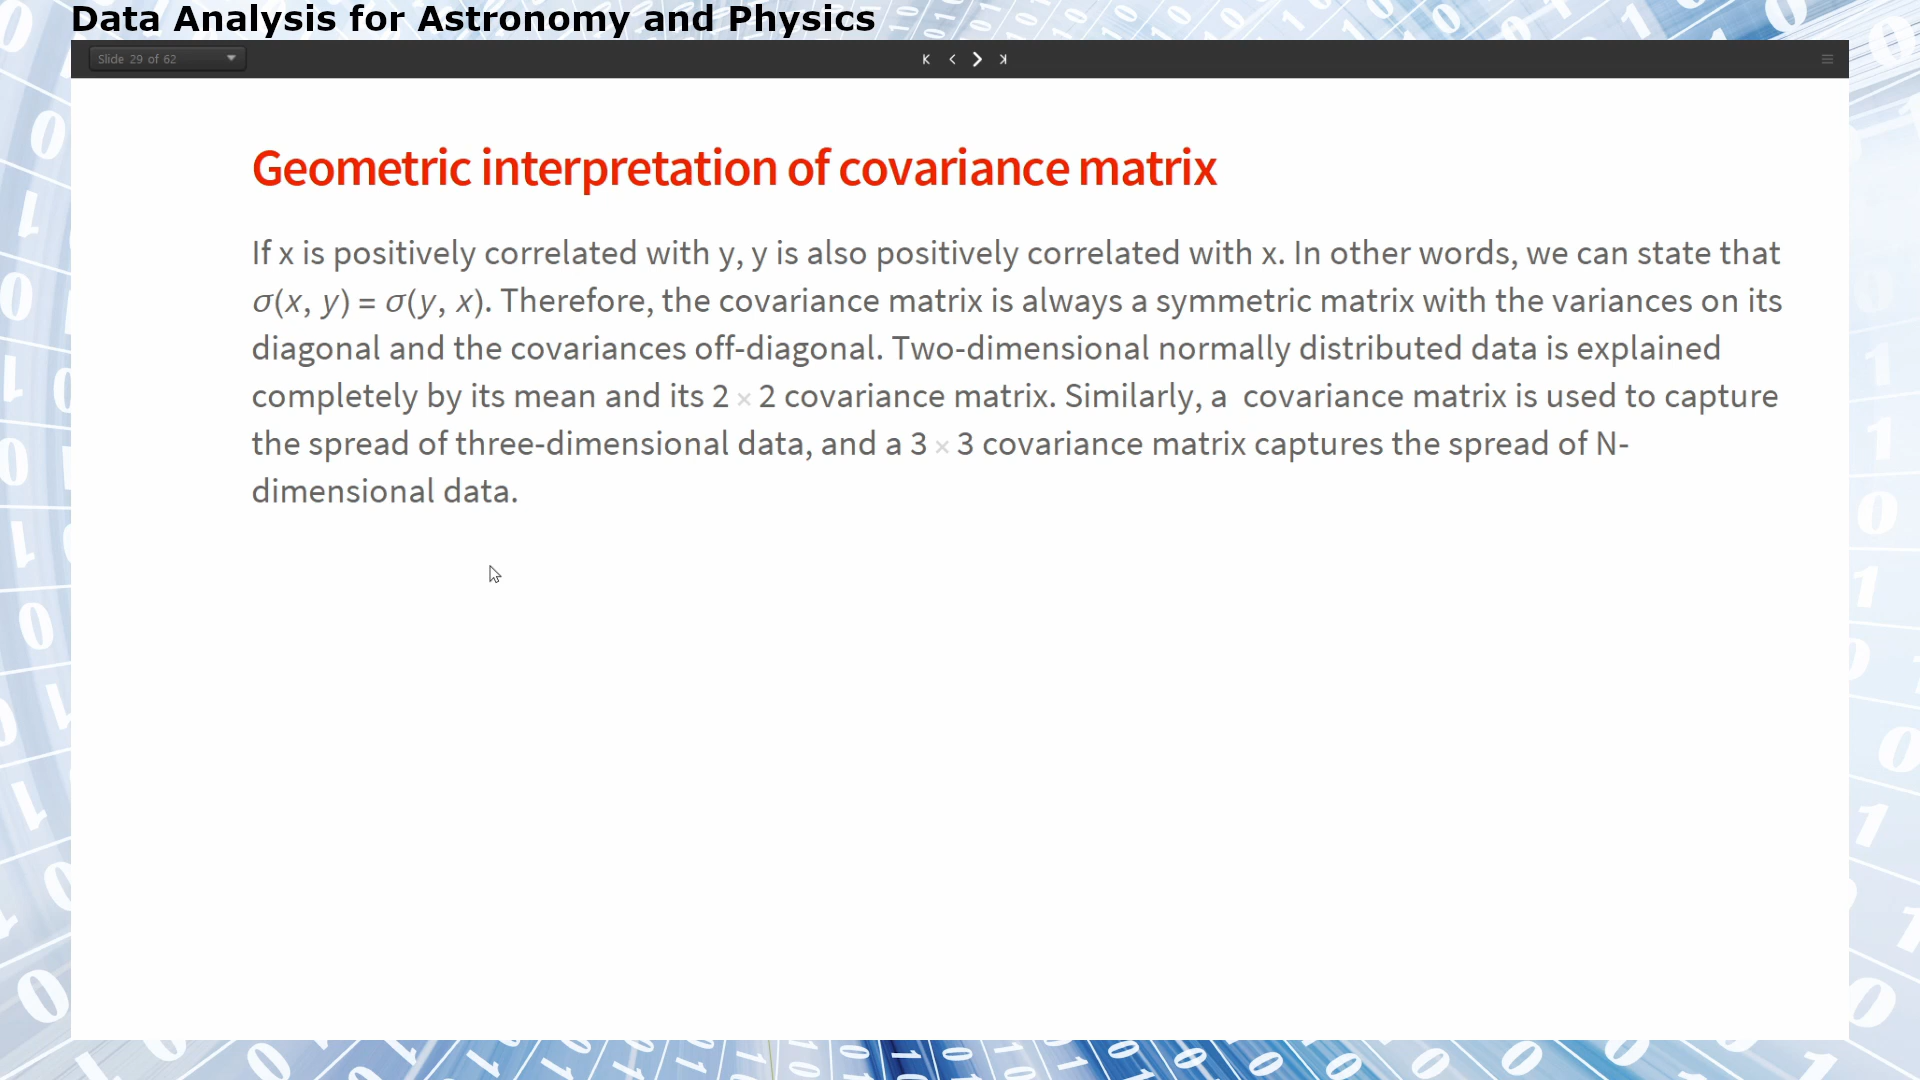 Data Analysis for Astronomy and Physics
Slide 29 of 62
Geometric interpretation of covariance matrix
If x is positively correlated with y, y is also positively correlated with x. In other words, we can state that
σ(x, y) = σ(y, x). Therefore, the covariance matrix is always a symmetric matrix with the variances on its
diagonal and the covariances off-diagonal. Two-dimensional normally distributed data is explained
completely by its mean and its 2 × 2 covariance matrix. Similarly, a  covariance matrix is used to capture
the spread of three-dimensional data, and a 3 × 3 covariance matrix captures the spread of N-
dimensional data.